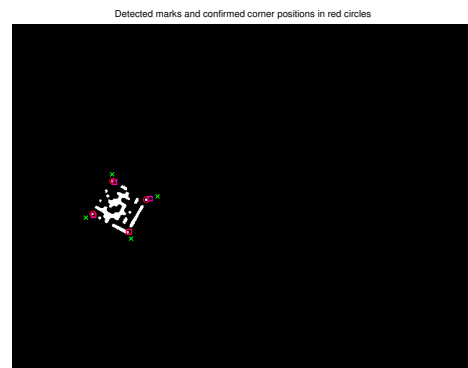 Detected marks and confirmed corner positions in red circles